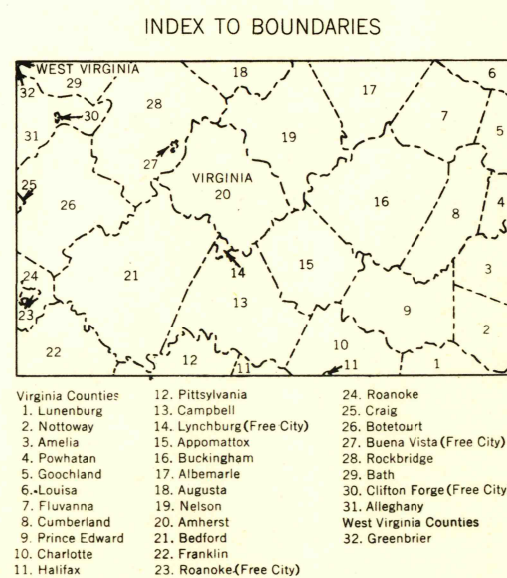 INDEX TO BOUNDARIES
WEST VIRGINIA
32
29
28
18
17
6
30
7
31
5
19
27
VIRGINIA
20
25
26
16
4
8
3
24
21
14
15
23
13
9
2
22
12
11
10
11
1
Virginia Counties
1. Lunenburg
2. Nottoway
3. Amelia
4. Powhatan
5. Goochland
6. Louisa
7. Fluvanna
8. Cumberland
9. Prince Edward
10. Charlotte
11. Halifax
12. Pittsylvania
13. Campbell
14. Lynchburg (Free City)
15. Appomattox
16. Buckingham
17. Albemarle
18. Augusta
19. Nelson
20. Amherst
21. Bedford
22. Franklin
23. Roanoke (Free City)
24. Roanoke
25. Craig
26. Botetourt
27. Buena Vista (Free City)
28. Rockbridge
29. Bath
30. Clifton Forge (Free City
31. Alleghany
West Virginia Counties
32. Greenbrier